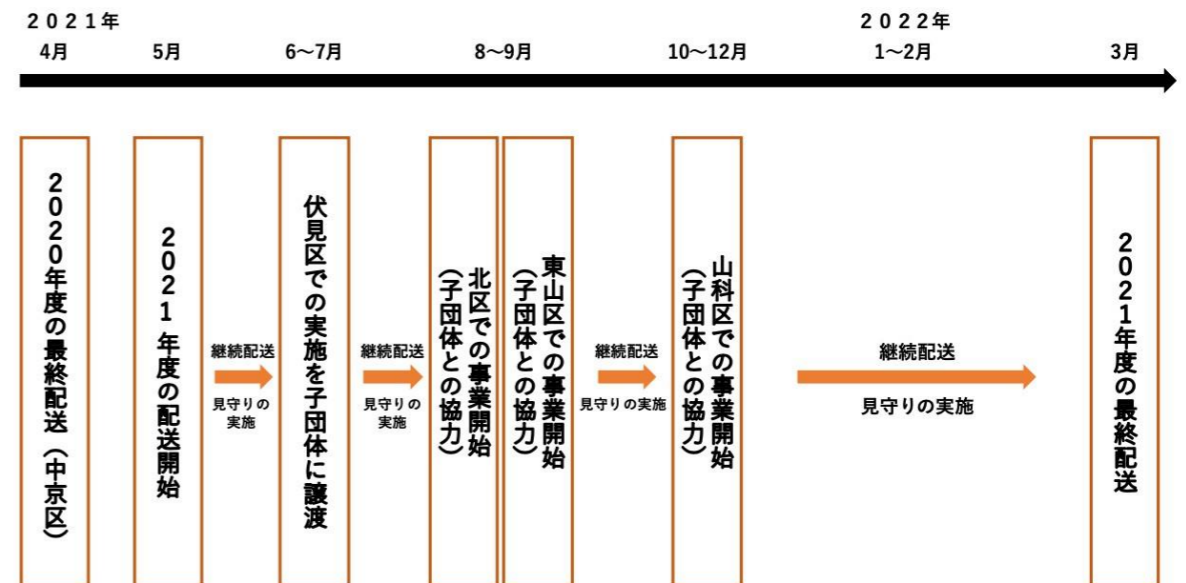 ２０２１年
２０２２年
4月
5月
6〜7月
8〜9月
10〜12月
1〜2月
3月
２０２０年度の最終配送（中京区）
２０２１年度の配送開始
継続配送
見守りの
実施
伏見区での実施を子団体に譲渡
継続配送
見守りの
実施
北区での事業開始
（子団体との協力）
東山区での事業開始
（子団体との協力）
継続配送
見守りの実施
山科区での事業開始
（子団体との協力）
継続配送
見守りの実施
２０２１年度の最終配送